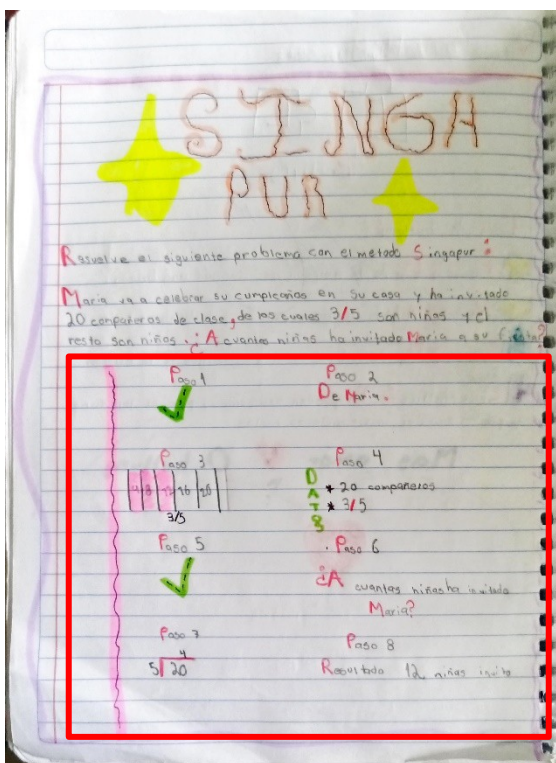 SINGA
PUR
Resuelve el siguiente problema con el metodo Singapur:
Maria va a celebrar su cumpleaños en su casa y ha invitado
20 conpañeros de clase, de los cuales 3/5 son niñas y el
resto son niños. ¿A cuantas niñas ha invitado Maria a su fiesta?
Paso 1
Paso 2
De Maria.
Paso 3
4 8 12 16 20
3/5
Paso 4
DATOS
* 20 compañeros
* 3/5
Paso 5
Paso 6
¿A cuantas niñas ha invitado
Maria?
Paso 7
4
5 20
Paso 8
Resultado 12 niñas invito